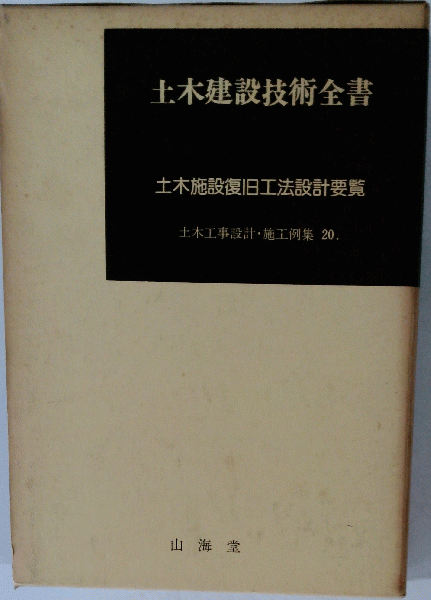 土木建設技術全書
土木施設復旧工法設計要覧
土木工事設計・施工例集 20.
山海堂